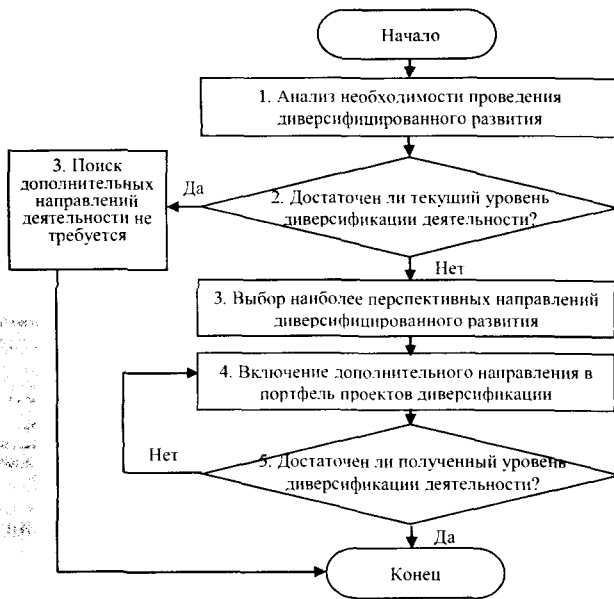 Начало
1. Анализ необходимости проведения
диверсифицированного развития
3. Поиск
дополнительных
направлений
деятельности не
требуется
Да
2. Достаточен ли текущий уровень
диверсификации деятельности?
Нет
3. Выбор наиболее перспективных направлений
диверсифицированного развития
4. Включение дополнительного направления в
портфель проектов диверсификации
Нет
5. Достаточен ли полученный уровень
диверсификации деятельности?
Да
Конец